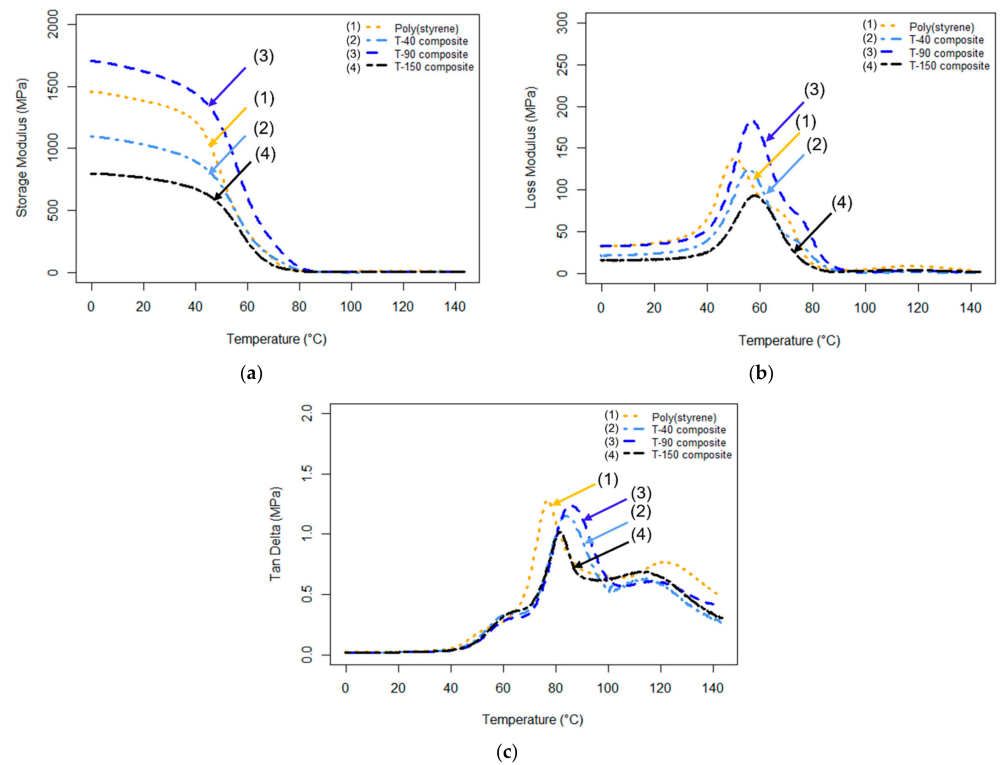 2000
1500
1000
500
0
Storage Modulus (MPa)
(1) Poly(styrene)
(2) T-40 composite
(3) T-90 composite
(4) T-150 composite
(3)
(1)
(2)
(4)
0 20 40 60 80 100 120 140
Temperature (°C)
(a)
300
250
200
150
100
50
0
Loss Modulus (MPa)
(1) Poly(styrene)
(2) T-40 composite
(3) T-90 composite
(4) T-150 composite
(3)
(1)
(2)
(4)
0 20 40 60 80 100 120 140
Temperature (°C)
(b)
2.0
1.5
1.0
0.5
0.0
Tan Delta (MPa)
(1) Poly(styrene)
(2) T-40 composite
(3) T-90 composite
(4) T-150 composite
(1)
(3)
(2)
(4)
0 20 40 60 80 100 120 140
Temperature (°C)
(c)